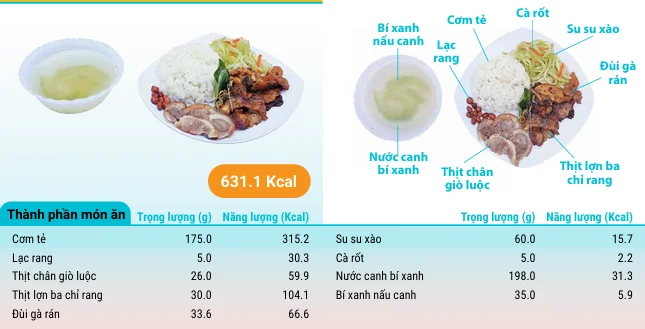 Bí xanh
nấu canh
Cơm tẻ
Cà rốt
Su su xào
Lạc
rang
Đùi gà
rán
Nước canh
bí xanh
Thịt chân
giò luộc
Thịt lợn ba
chỉ rang
631.1 Kcal
Thành phần món ăn Trọng lượng (g) Năng lượng (Kcal)
Cơm tẻ 175.0 315.2
Lạc rang 5.0 30.3
Thịt chân giò luộc 26.0 59.9
Thịt lợn ba chỉ rang 30.0 104.1
Đùi gà rán 33.6 66.6
Trọng lượng (g) Năng lượng (Kcal)
Su su xào 60.0 15.7
Cà rốt 5.0 2.2
Nước canh bí xanh 198.0 31.3
Bí xanh nấu canh 35.0 5.9